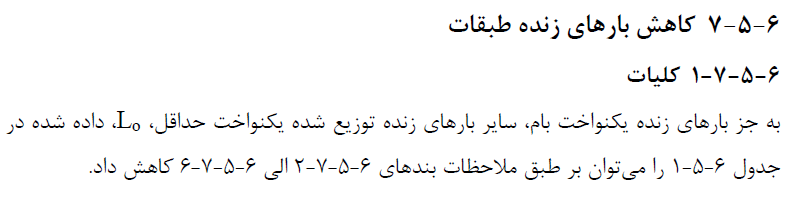 ۶-۵-۷ کاهش بارهای زنده طبقات
۶-۵-۷-۱ کلیات
به جز بارهای زنده یکنواخت بام، سایر بارهای زنده توزیع شده یکنواخت حداقل، L₀، داده شده در
جدول ۶-۵-۱ را می‌توان بر طبق ملاحظات بندهای ۶-۵-۷-۲ الی ۶-۵-۷-۶ کاهش داد.